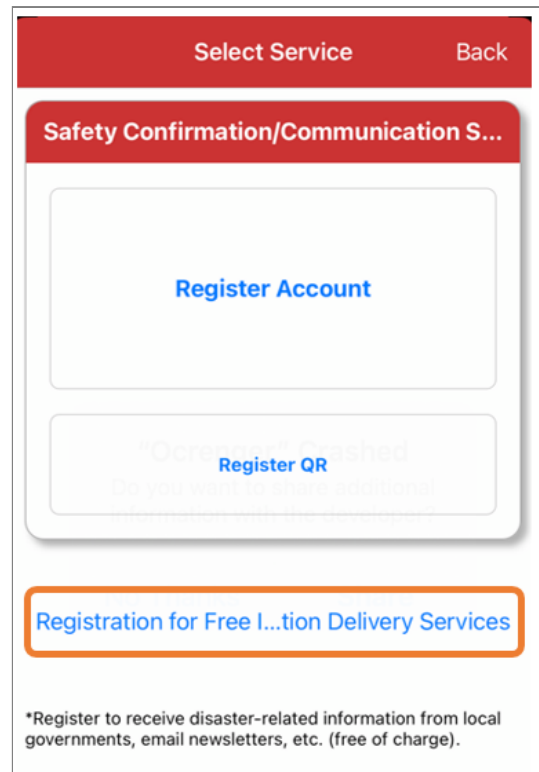 Select Service
Back
Safety Confirmation/Communication S...
Register Account
"Ocrenger" Crashed
Register QR
Do you want to share additional
information with the developer?
Registration for Free I...tion Delivery Services
*Register to receive disaster-related information from local
governments, email newsletters, etc. (free of charge).